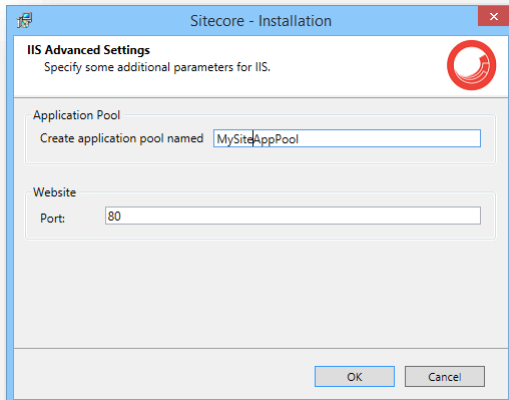 Sitecore - Installation
IIS Advanced Settings
Specify some additional parameters for IIS.
Application Pool
Create application pool named MySiteAppPool
Website
Port: 80
OK Cancel